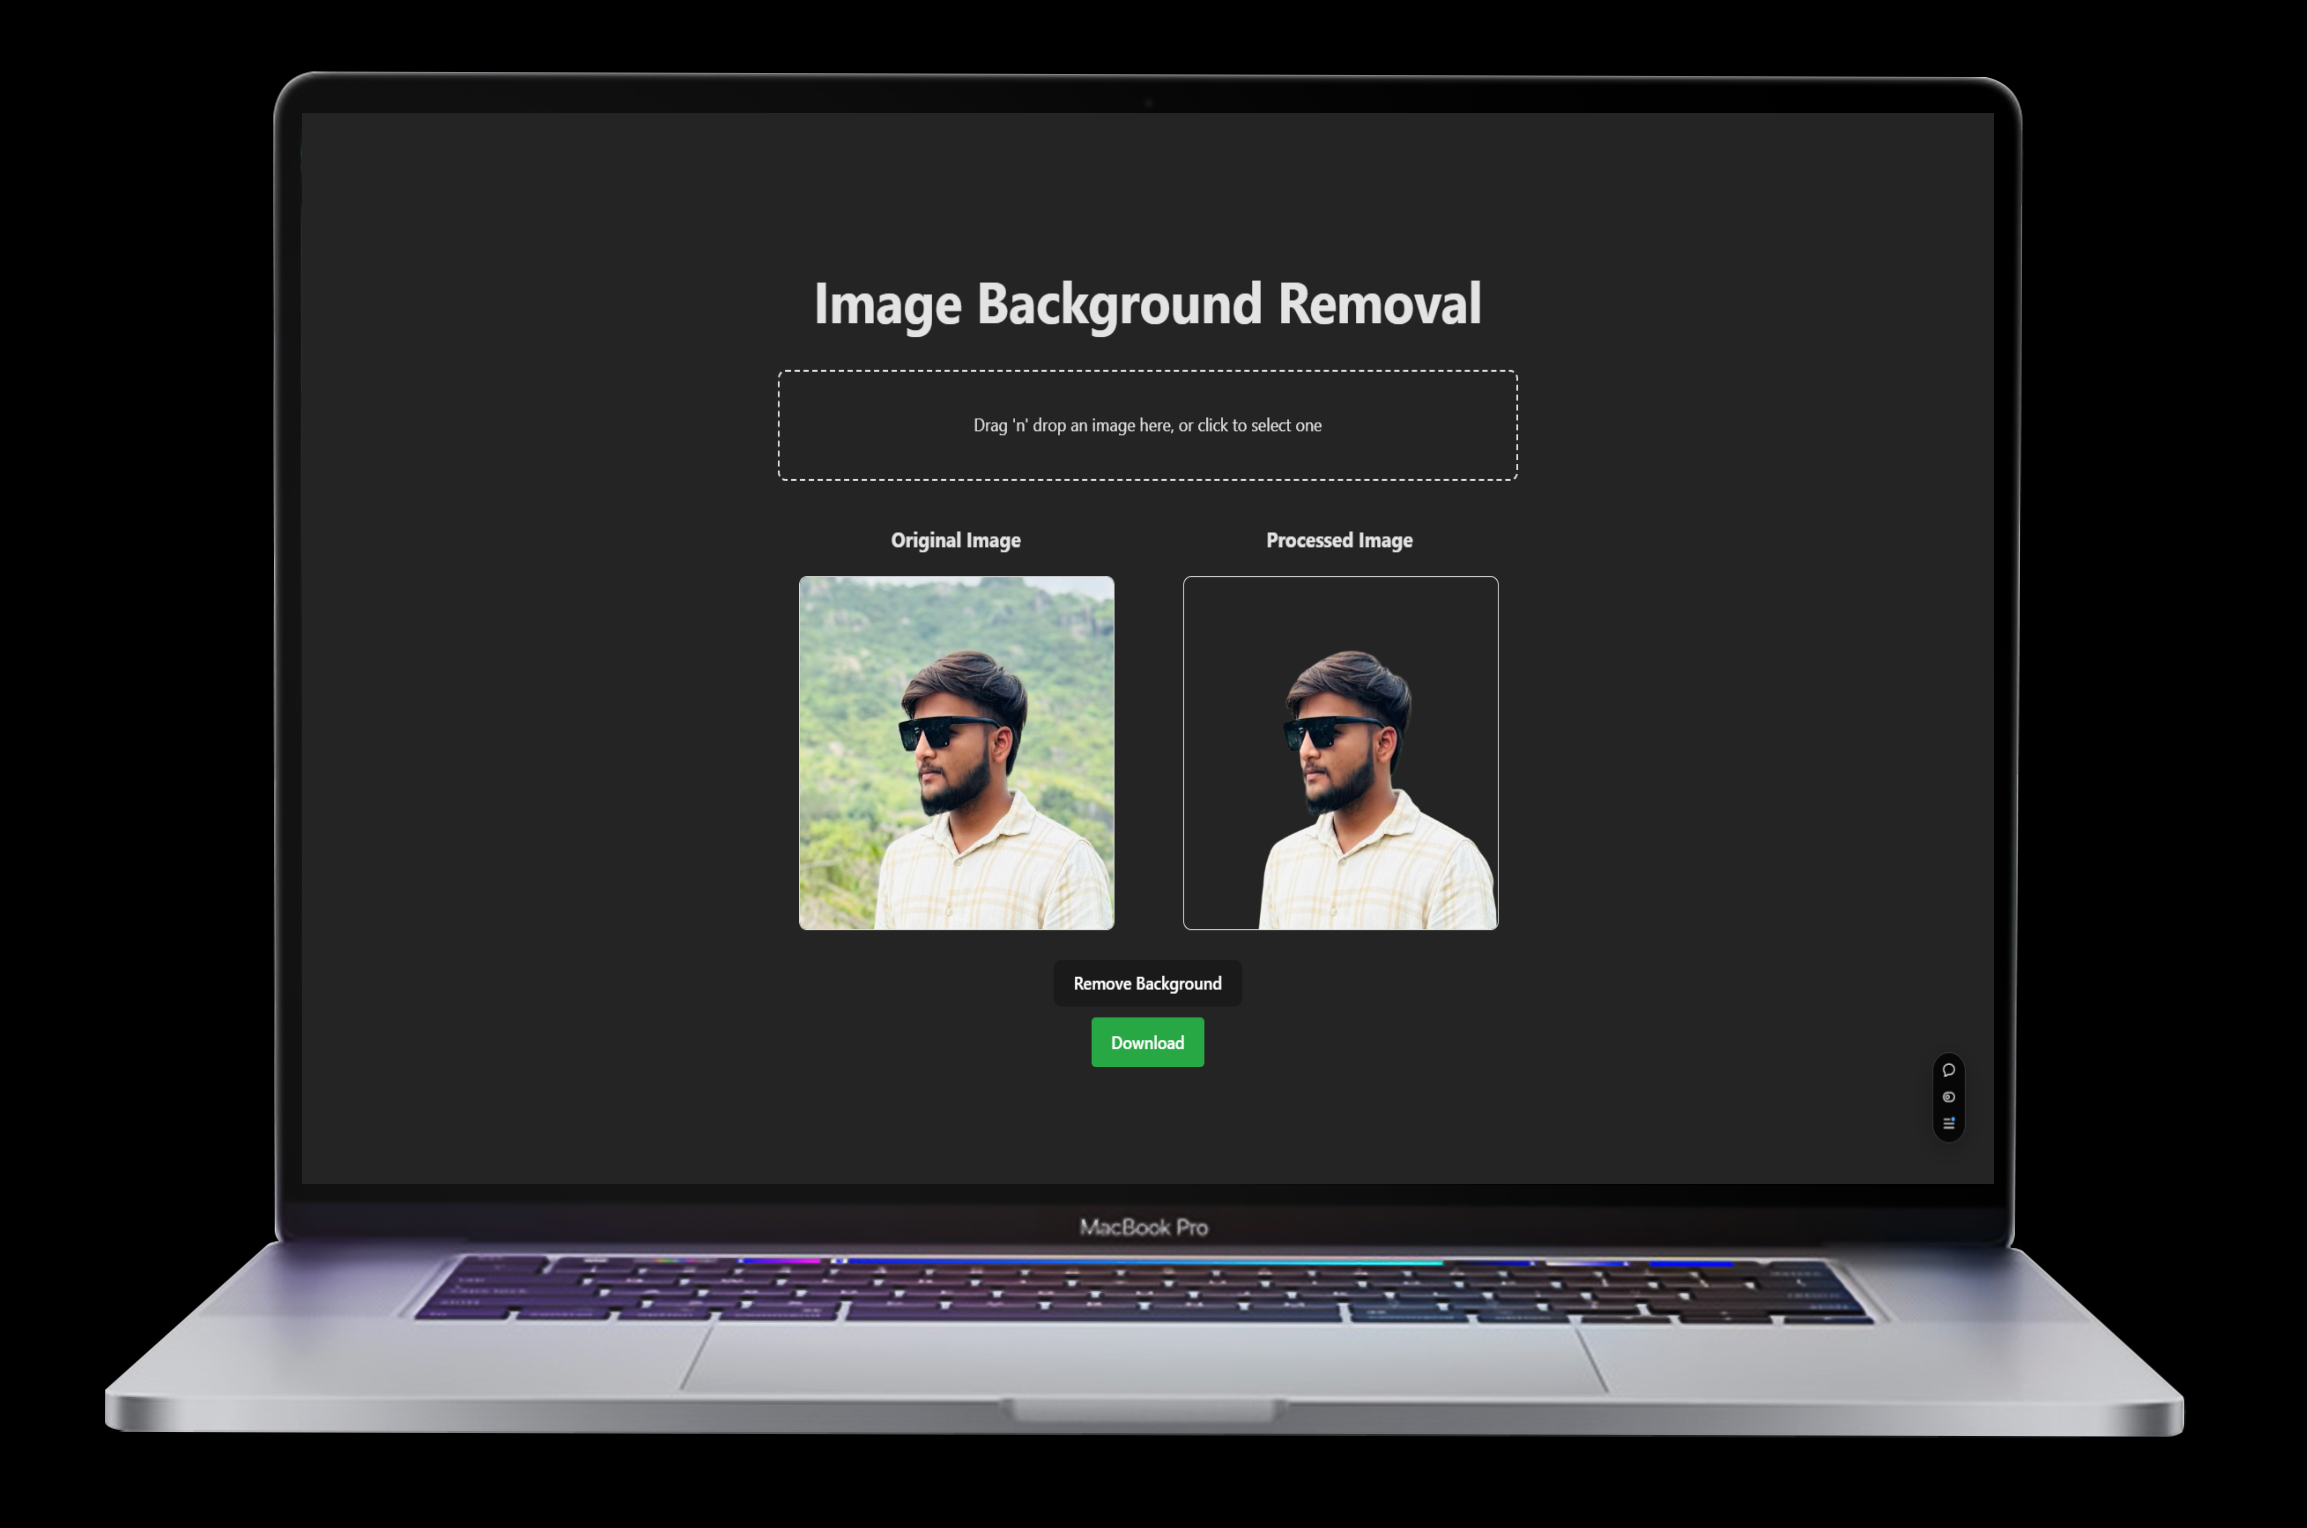 Image Background Removal
Drag 'n' drop an image here, or click to select one
Original Image
Processed Image
Remove Background
Download
MacBook Pro